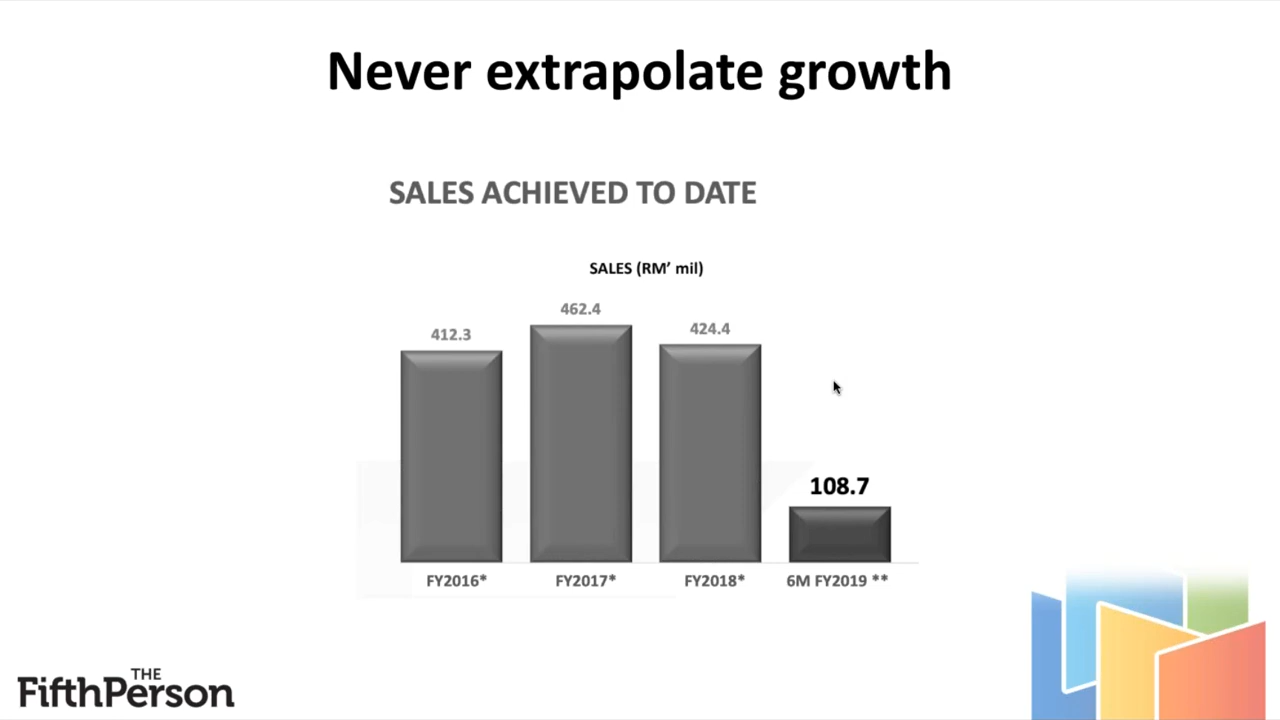 Never extrapolate growth
SALES ACHIEVED TO DATE
SALES (RM’ mil)
412.3
462.4
424.4
108.7
FY2016*
FY2017*
FY2018*
6M FY2019 **
THE
FifthPerson